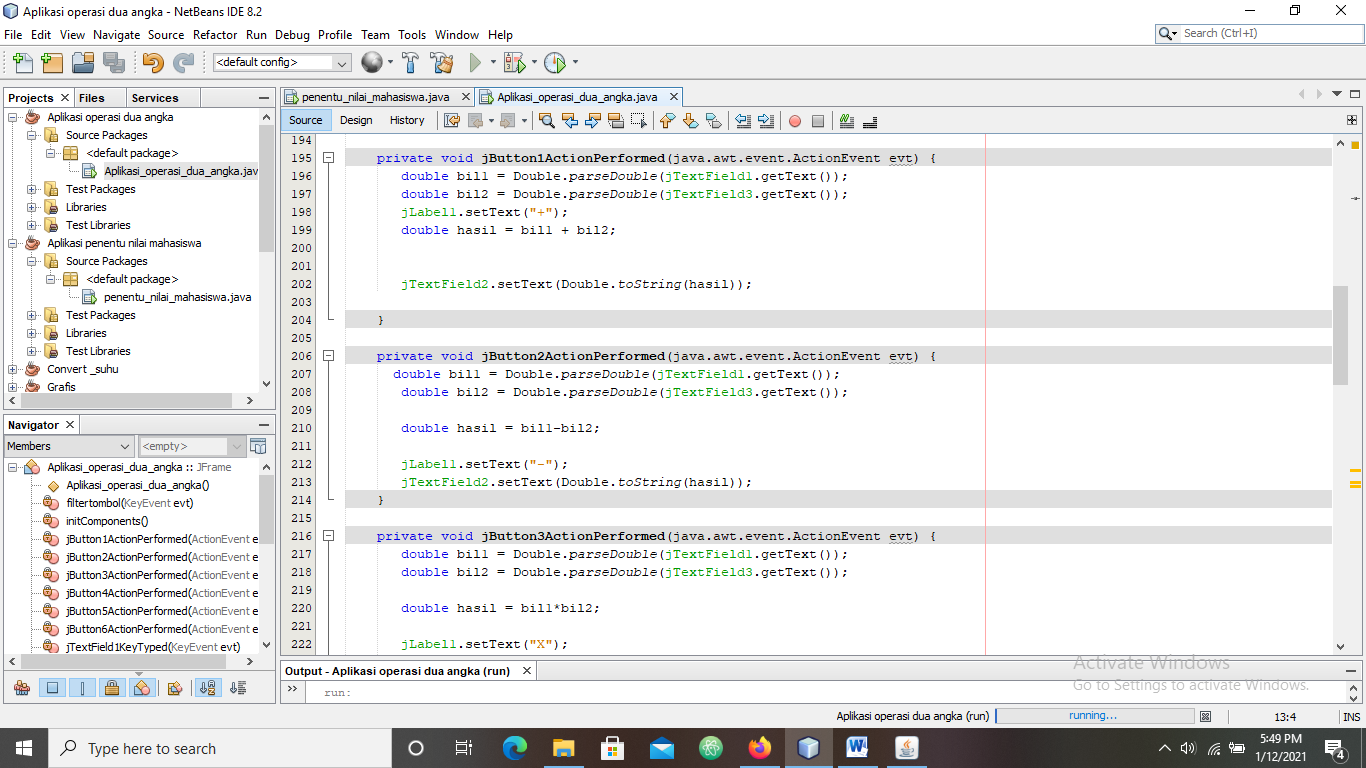 Aplikasi operasi dua angka - NetBeans IDE 8.2
File Edit View Navigate Source Refactor Run Debug Profile Team Tools Window Help
Search (Ctrl+I)
<default config>
Projects Files Services
Aplikasi operasi dua angka
Source Packages
<default package>
Aplikasi_operasi_dua_angka.jav
Test Packages
Libraries
Test Libraries
Aplikasi penentu nilai mahasiswa
Source Packages
<default package>
penentu_nilai_mahasiswa.java
Test Packages
Libraries
Test Libraries
Convert _suhu
Grafis
Navigator
Members <empty>
Aplikasi_operasi_dua_angka :: JFrame
Aplikasi_operasi_dua_angka()
filtertombol(KeyEvent evt)
initComponents()
jButton1ActionPerformed(ActionEvent e
jButton2ActionPerformed(ActionEvent e
jButton3ActionPerformed(ActionEvent e
jButton4ActionPerformed(ActionEvent e
jButton5ActionPerformed(ActionEvent e
jButton6ActionPerformed(ActionEvent e
jTextField1KeyTyped(KeyEvent evt)
penentu_nilai_mahasiswa.java Aplikasi_operasi_dua_angka.java
Source Design History
194
195 private void jButton1ActionPerformed(java.awt.event.ActionEvent evt) {
196 double bil1 = Double.parseDouble(jTextField1.getText());
197 double bil2 = Double.parseDouble(jTextField3.getText());
198 jLabel1.setText("+");
199 double hasil = bil1 + bil2;
200
201
202 jTextField2.setText(Double.toString(hasil));
203
204 }
205
206 private void jButton2ActionPerformed(java.awt.event.ActionEvent evt) {
207 double bil1 = Double.parseDouble(jTextField1.getText());
208 double bil2 = Double.parseDouble(jTextField3.getText());
209
210 double hasil = bil1-bil2;
211
212 jLabel1.setText("-");
213 jTextField2.setText(Double.toString(hasil));
214 }
215
216 private void jButton3ActionPerformed(java.awt.event.ActionEvent evt) {
217 double bil1 = Double.parseDouble(jTextField1.getText());
218 double bil2 = Double.parseDouble(jTextField3.getText());
219
220 double hasil = bil1*bil2;
221
222 jLabel1.setText("X");
Output - Aplikasi operasi dua angka (run)
run:
Activate Windows
Go to Settings to activate Windows.
Aplikasi operasi dua angka (run) running... 13:4 INS
Type here to search
5:49 PM
1/12/2021
4